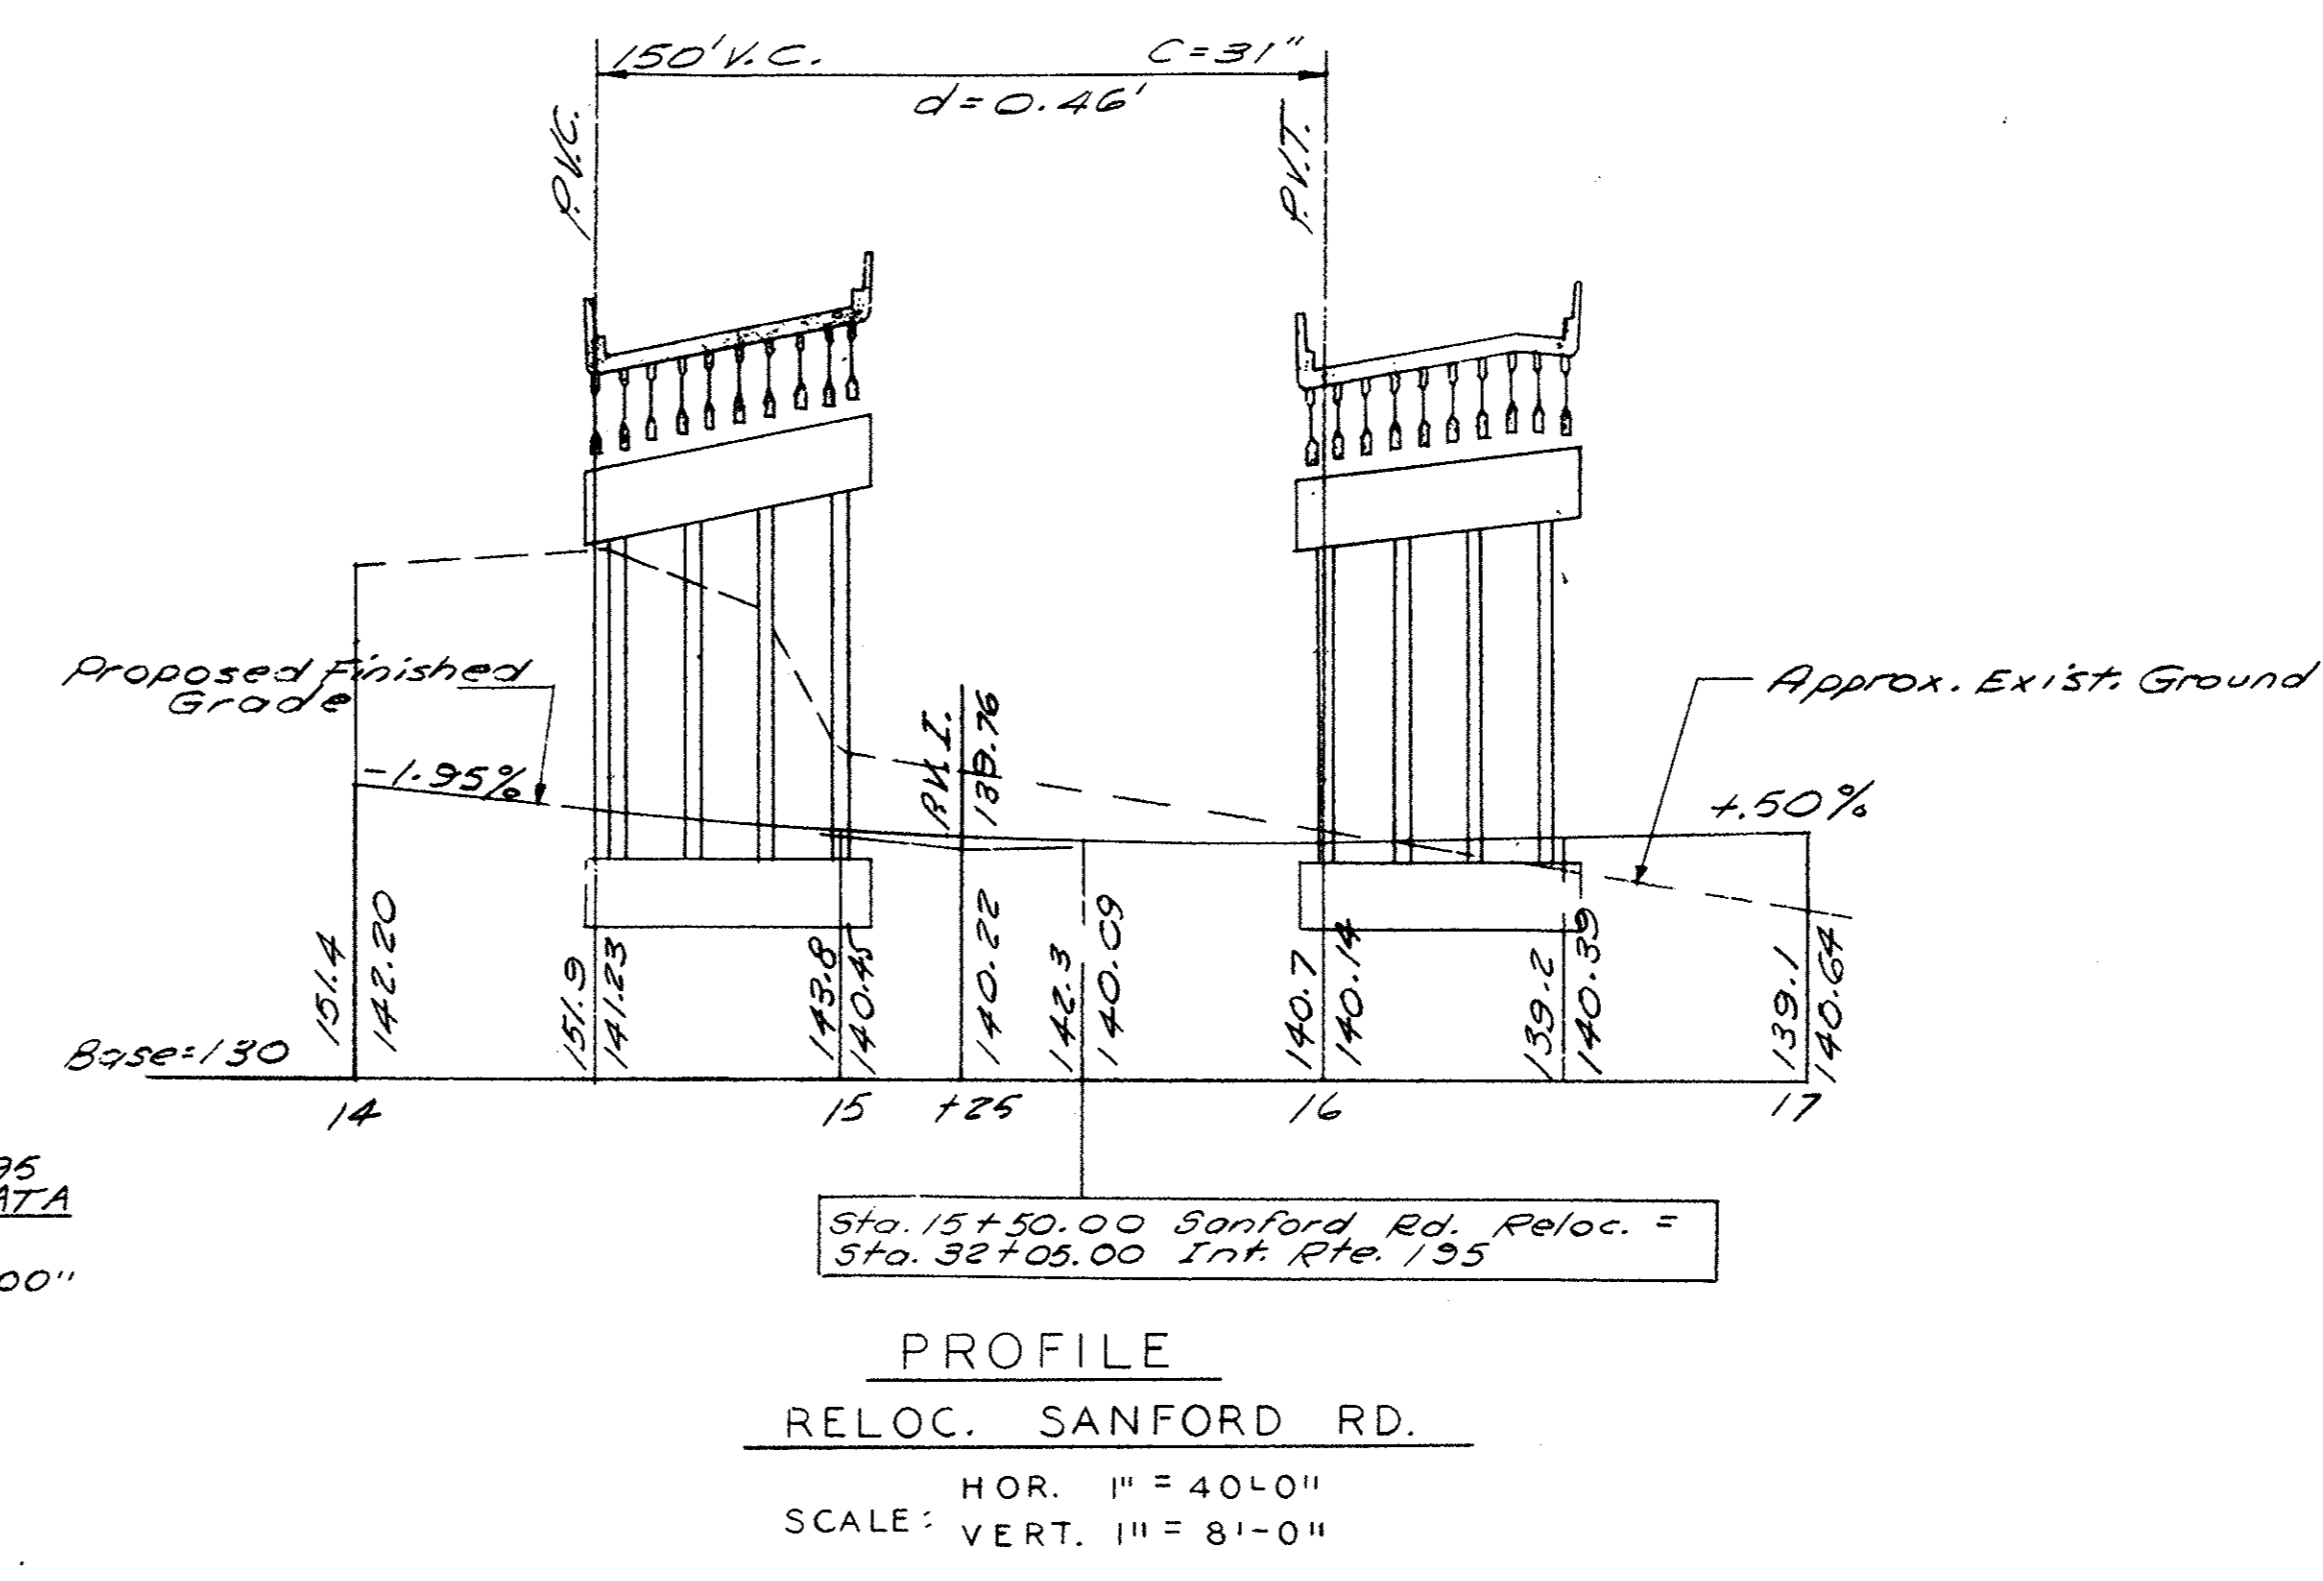 150' V.C. C=31"
d=0.46'
P.V.C.
P.V.T.
Proposed Finished
Grade
-1.95%
P.V.I.
139.76
Approx. Exist. Ground
+.50%
151.4
142.20
151.9
141.23
143.8
140.45
140.22
142.3
140.09
140.7
140.14
139.2
140.39
139.1
140.64
Base=130
14 15 +25 16 17
95
ATA
00"
Sta. 15+50.00 Sanford Rd. Reloc. =
Sta. 32+05.00 Int. Rte. 195
PROFILE
RELOC. SANFORD RD.
HOR. 1" = 40'-0"
SCALE: VERT. 1" = 8'-0"